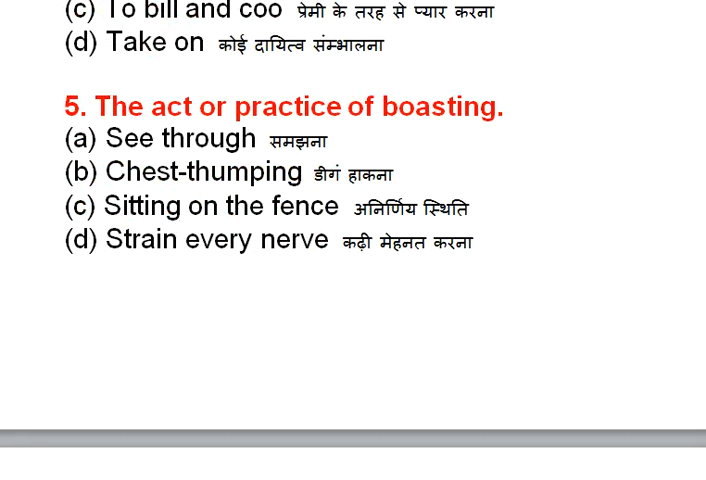 (c) To bill and coo प्रेमी के तरह से प्यार करना
(d) Take on कोई दायित्व संम्भालना
5. The act or practice of boasting.
(a) See through समझना
(b) Chest-thumping डीगं हाकना
(c) Sitting on the fence अनिर्णिय स्थिति
(d) Strain every nerve कढ़ी मेहनत करना